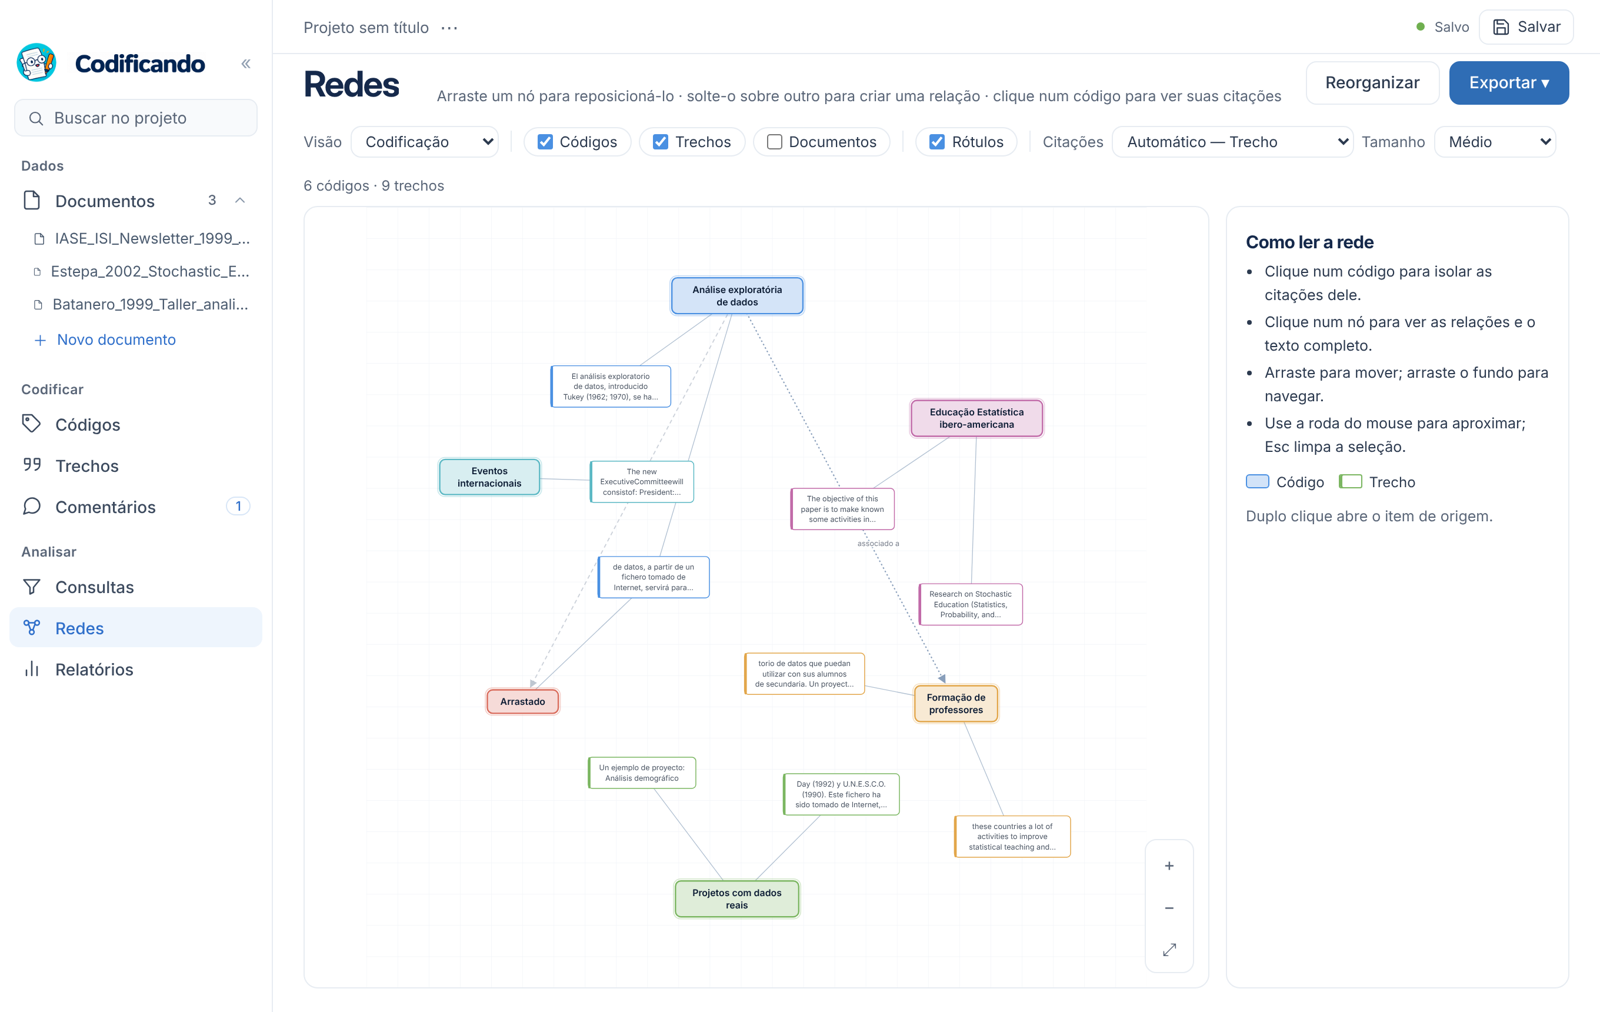 Codificando
«
Buscar no projeto
Dados
Documentos 3
IASE_ISI_Newsletter_1999_...
Estepa_2002_Stochastic_E...
Batanero_1999_Taller_anali...
+ Novo documento
Codificar
Códigos
Trechos
Comentários 1
Analisar
Consultas
Redes
Relatórios
Projeto sem título ···
Salvo
Salvar
Redes
Arraste um nó para reposicioná-lo · solte-o sobre outro para criar uma relação · clique num código para ver suas citações
Reorganizar
Exportar ▾
Visão
Codificação
Códigos
Trechos
Documentos
Rótulos
Citações
Automático — Trecho
Tamanho
Médio
6 códigos · 9 trechos
Análise exploratória
de dados
El análisis exploratorio
de datos, introducido
Tukey (1962; 1970), se ha...
Educação Estatística
ibero-americana
Eventos
internacionais
The new
ExecutiveCommitteewill
consistof: President:...
The objective of this
paper is to make known
some activities in...
associado a
de datos, a partir de un
fichero tomado de
Internet, servirá para...
Research on Stochastic
Education (Statistics,
Probability, and...
torio de datos que puedan
utilizar con sus alumnos
de secundaria. Un proyect...
Arrastado
Formação de
professores
Un ejemplo de proyecto:
Análisis demográfico
Day (1992) y U.N.E.S.C.O.
(1990). Este fichero ha
sido tomado de Internet,...
these countries a lot of
activities to improve
statistical teaching and...
Projetos com dados
reais
+
−
Como ler a rede
• Clique num código para isolar as
citações dele.
• Clique num nó para ver as relações e o
texto completo.
• Arraste para mover; arraste o fundo para
navegar.
• Use a roda do mouse para aproximar;
Esc limpa a seleção.
Código
Trecho
Duplo clique abre o item de origem.